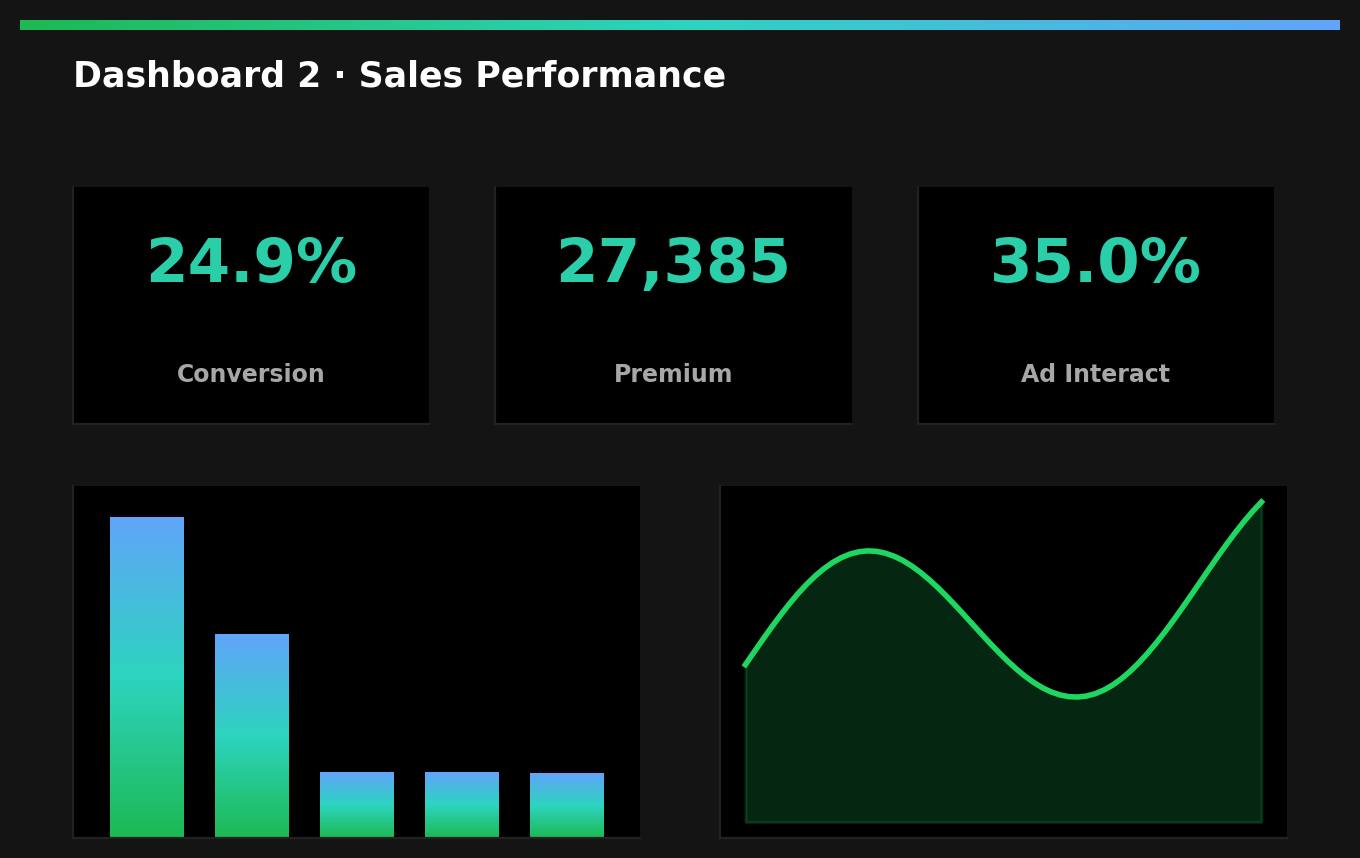 Dashboard 2 · Sales Performance
24.9%
Conversion
27,385
Premium
35.0%
Ad Interact